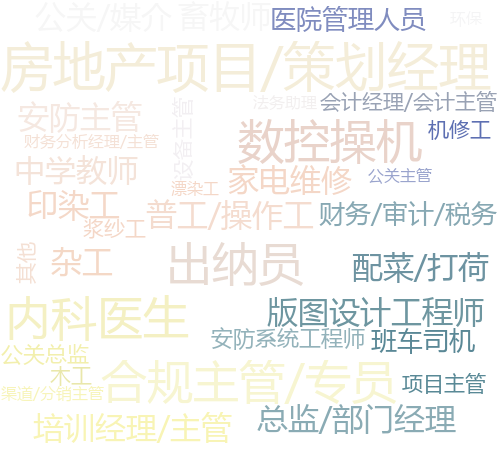 公关/媒介
畜牧师
医院管理人员
环保
房地产项目/策划经理
法务助理
会计经理/会计主管
安防主管
设备主管
数控操机
机修工
财务分析经理/主管
中学教师
漂染工
家电维修
公关主管
印染工
浆纱工
普工/操作工
财务/审计/税务
其他
杂工
出纳员
配菜/打荷
内科医生
版图设计工程师
公关总监
安防系统工程师
班车司机
木工
合规主管/专员
项目主管
渠道/分销主管
培训经理/主管
总监/部门经理